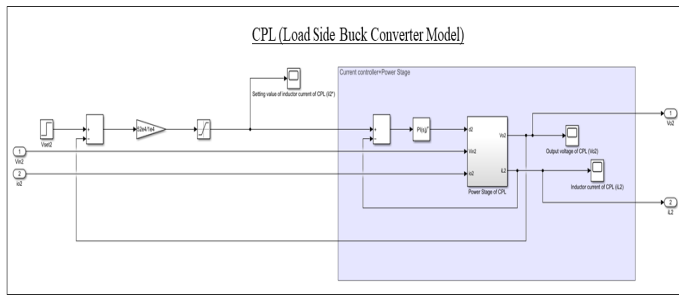 CPL (Load Side Buck Converter Model)
Current controller+Power Stage
Setting value of inductor current of CPL (il2*)
Vset2
PI(s)
d2
Vin2
io2
Vo2
iL2
Power Stage of CPL
Output voltage of CPL (Vo2)
Inductor current of CPL (iL2)
1
Vin2
2
io2
1
Vo2
2
iL2